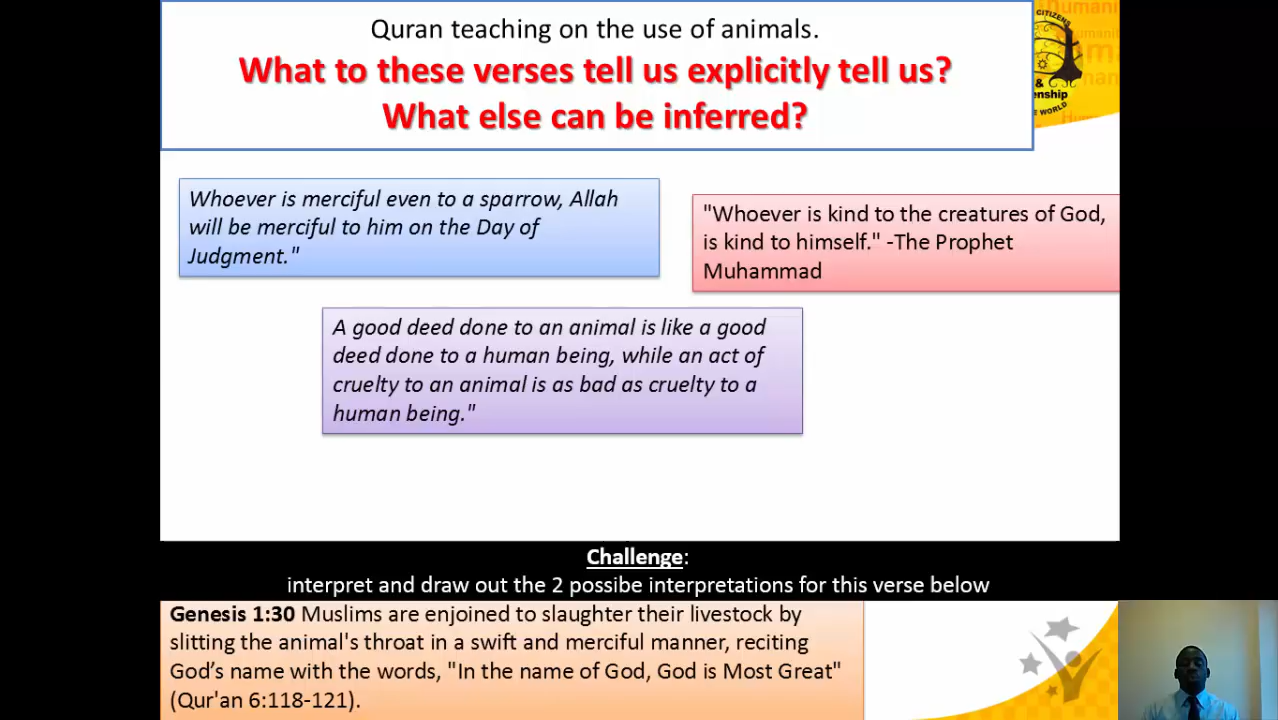 Quran teaching on the use of animals.
What to these verses tell us explicitly tell us?
What else can be inferred?
CITIZENS
Humanit
&
enship
WORLD
Whoever is merciful even to a sparrow, Allah
will be merciful to him on the Day of
Judgment."
"Whoever is kind to the creatures of God,
is kind to himself." -The Prophet
Muhammad
A good deed done to an animal is like a good
deed done to a human being, while an act of
cruelty to an animal is as bad as cruelty to a
human being."
Challenge:
interpret and draw out the 2 possibe interpretations for this verse below
Genesis 1:30 Muslims are enjoined to slaughter their livestock by
slitting the animal's throat in a swift and merciful manner, reciting
God’s name with the words, "In the name of God, God is Most Great"
(Qur'an 6:118-121).